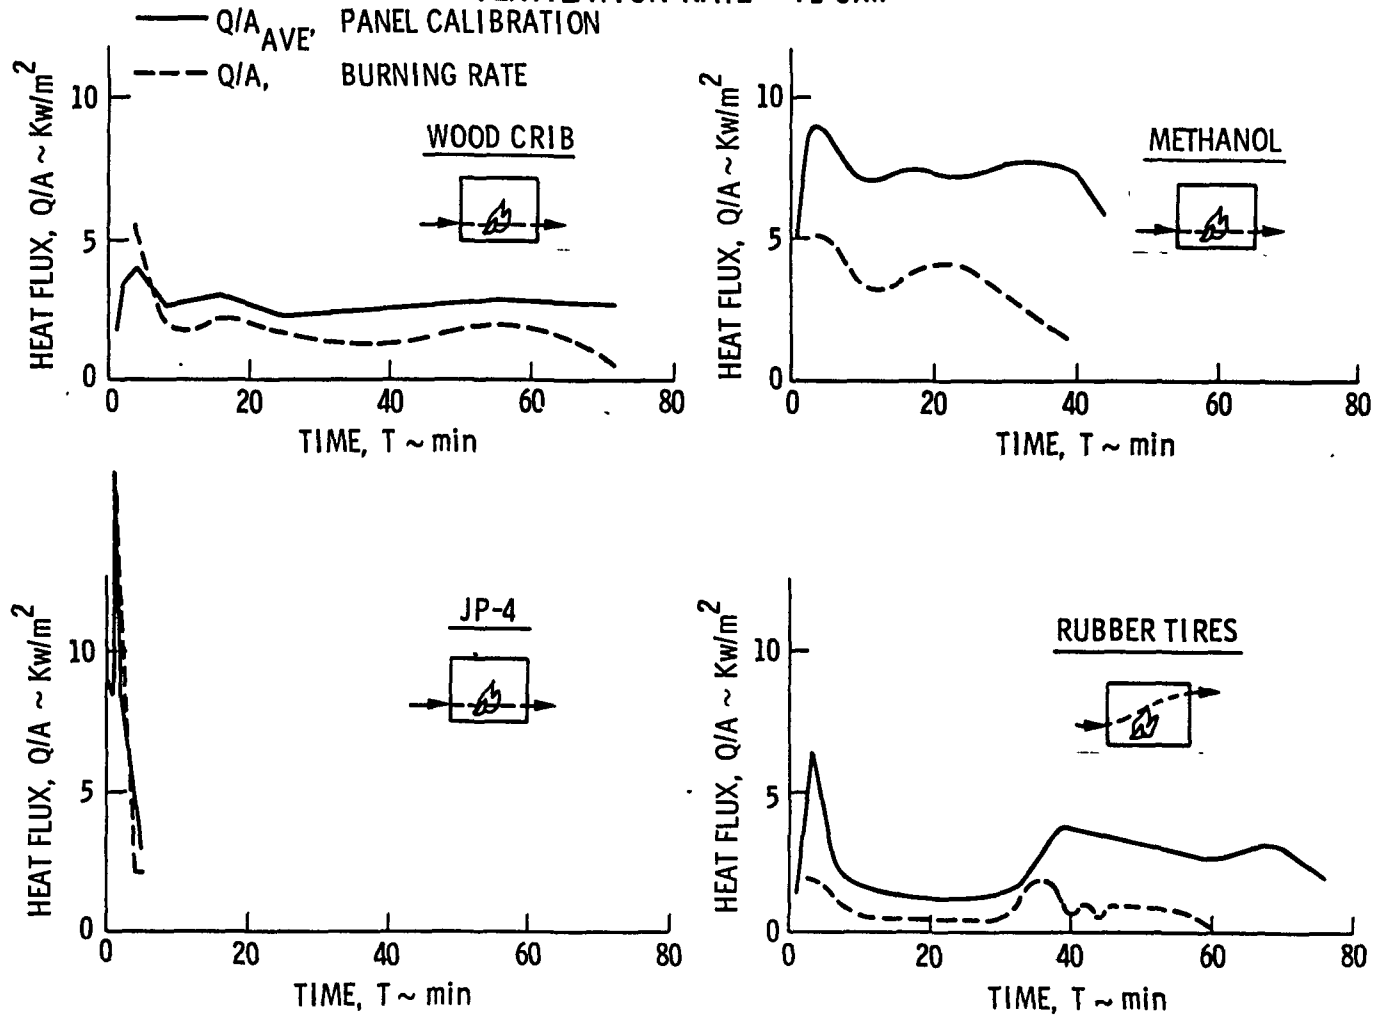 Q/A AVE, PANEL CALIBRATION
Q/A, BURNING RATE
HEAT FLUX, Q/A ~ Kw/m2
10
5
0
WOOD CRIB
0 20 40 60 80
TIME, T ~ min
HEAT FLUX, Q/A ~ Kw/m2
10
5
0
METHANOL
0 20 40 60 80
TIME, T ~ min
HEAT FLUX, Q/A ~ Kw/m2
10
5
0
JP-4
0 20 40 60 80
TIME, T ~ min
HEAT FLUX, Q/A ~ Kw/m2
10
5
0
RUBBER TIRES
0 20 40 60 80
TIME, T ~ min